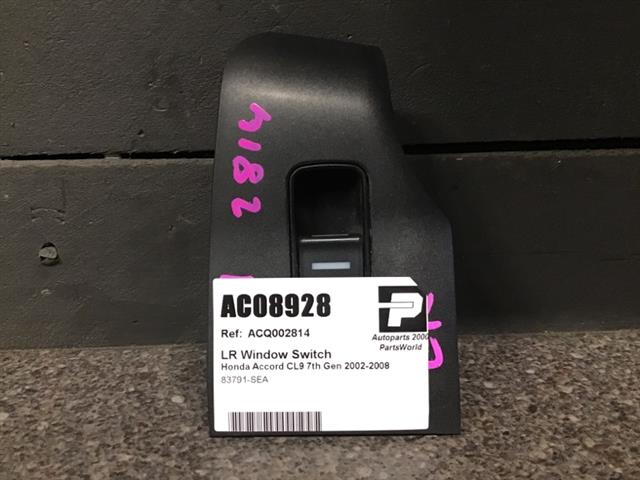 2814
AC08928
Ref: ACQ002814
P
Autoparts 2000
PartsWorld
LR Window Switch
Honda Accord CL9 7th Gen 2002-2008
83791-SEA